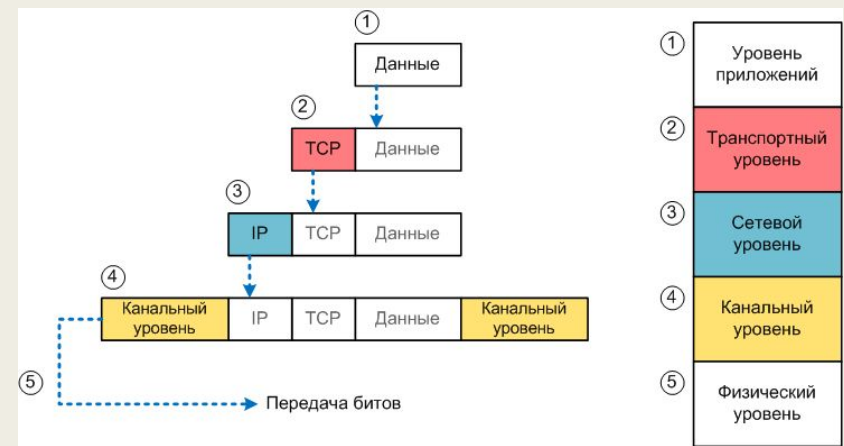 ①
Данные
②
TCP
Данные
③
IP
TCP
Данные
④
Канальный
уровень
IP
TCP
Данные
Канальный
уровень
⑤
Передача битов
①
Уровень
приложений
②
Транспортный
уровень
③
Сетевой
уровень
④
Канальный
уровень
⑤
Физический
уровень